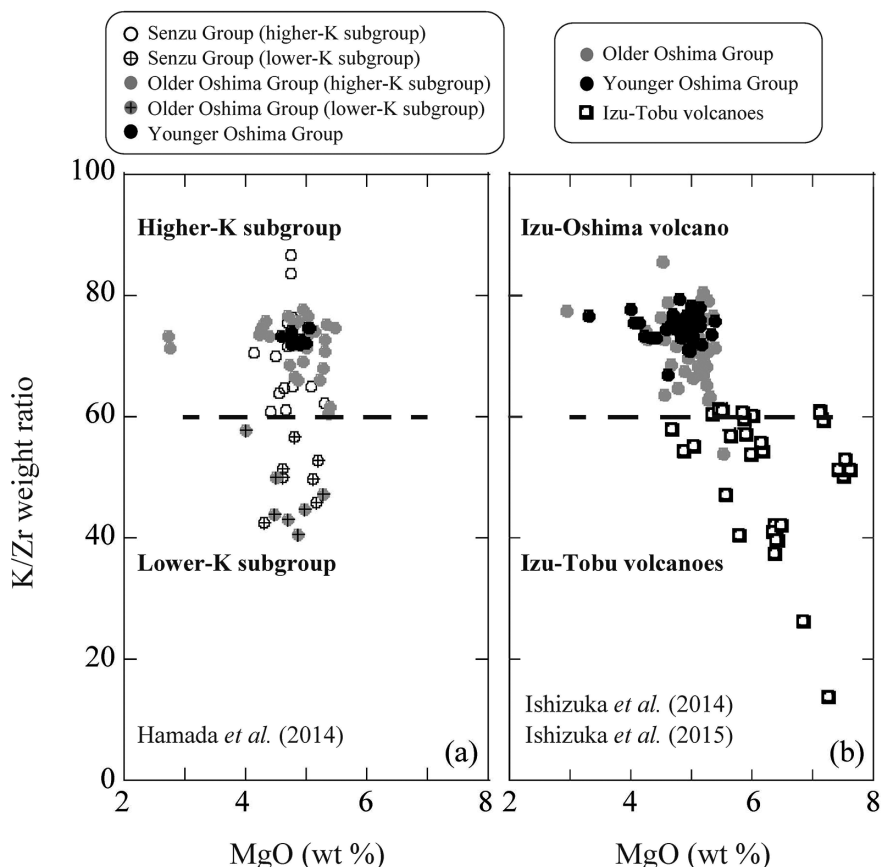 Senzu Group (higher-K subgroup)
Senzu Group (lower-K subgroup)
Older Oshima Group (higher-K subgroup)
Older Oshima Group (lower-K subgroup)
Younger Oshima Group
Older Oshima Group
Younger Oshima Group
Izu-Tobu volcanoes
K/Zr weight ratio
100
80
60
40
20
0
Higher-K subgroup
Lower-K subgroup
Hamada et al. (2014)
(a)
2 4 6 8
MgO (wt %)
Izu-Oshima volcano
Izu-Tobu volcanoes
Ishizuka et al. (2014)
Ishizuka et al. (2015)
(b)
2 4 6 8
MgO (wt %)